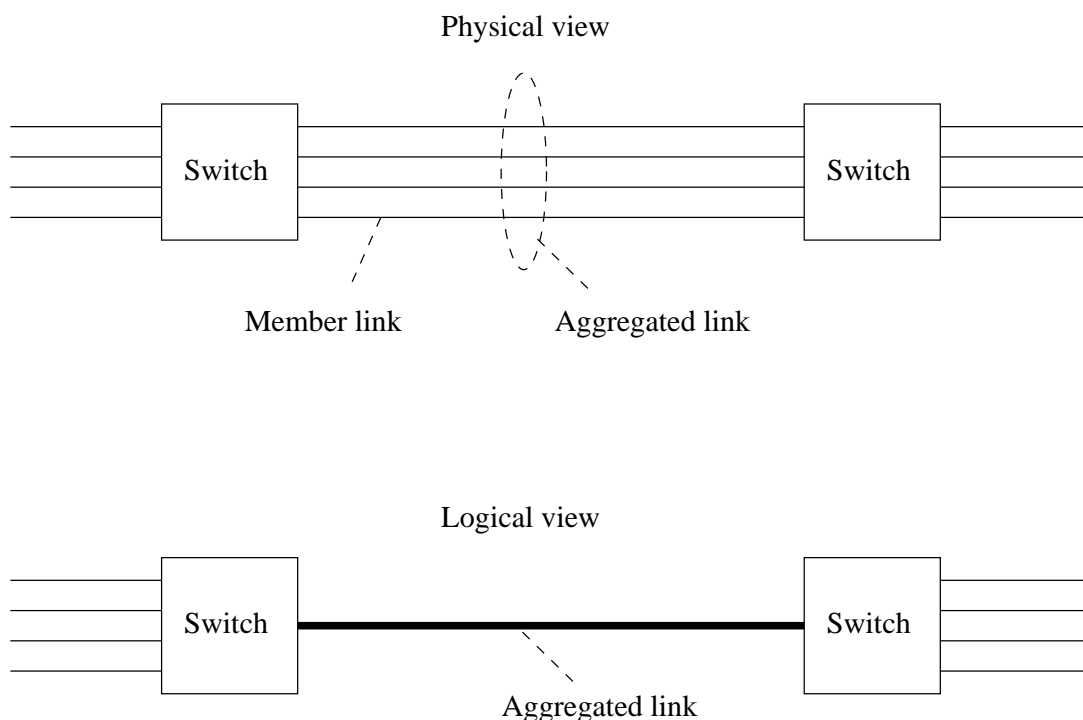 Physical view
Switch
Switch
Member link
Aggregated link
Logical view
Switch
Switch
Aggregated link